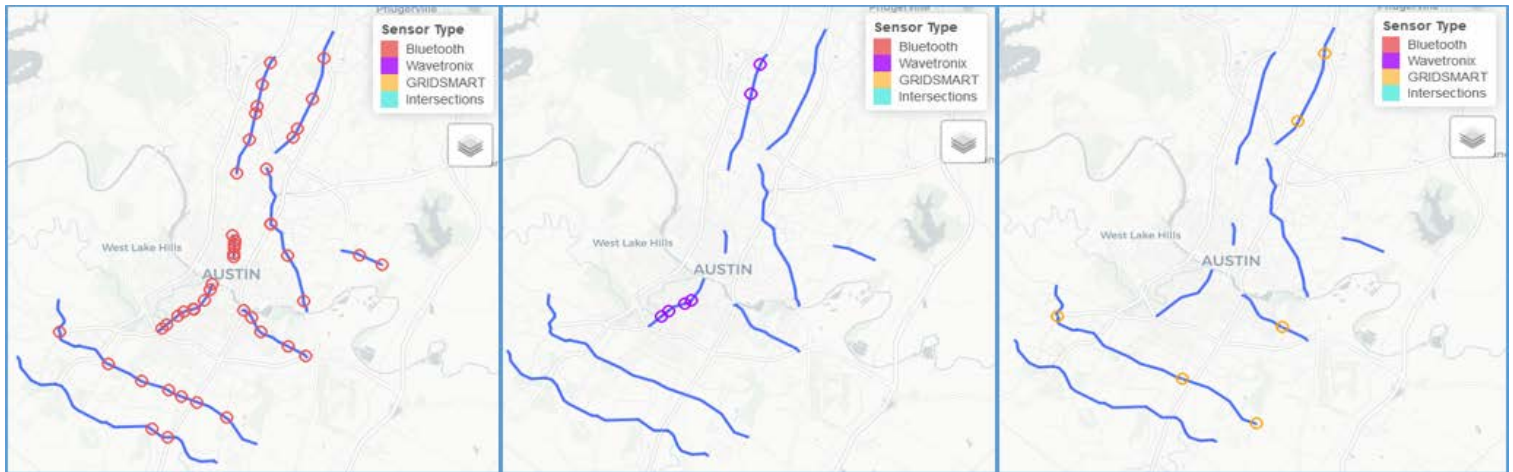 Pflugerville
Sensor Type
Bluetooth
Wavetronix
GRIDSMART
Intersections
West Lake Hills
AUSTIN
Sensor Type
Bluetooth
Wavetronix
GRIDSMART
Intersections
West Lake Hills
AUSTIN
Sensor Type
Bluetooth
Wavetronix
GRIDSMART
Intersections
West Lake Hills
AUSTIN